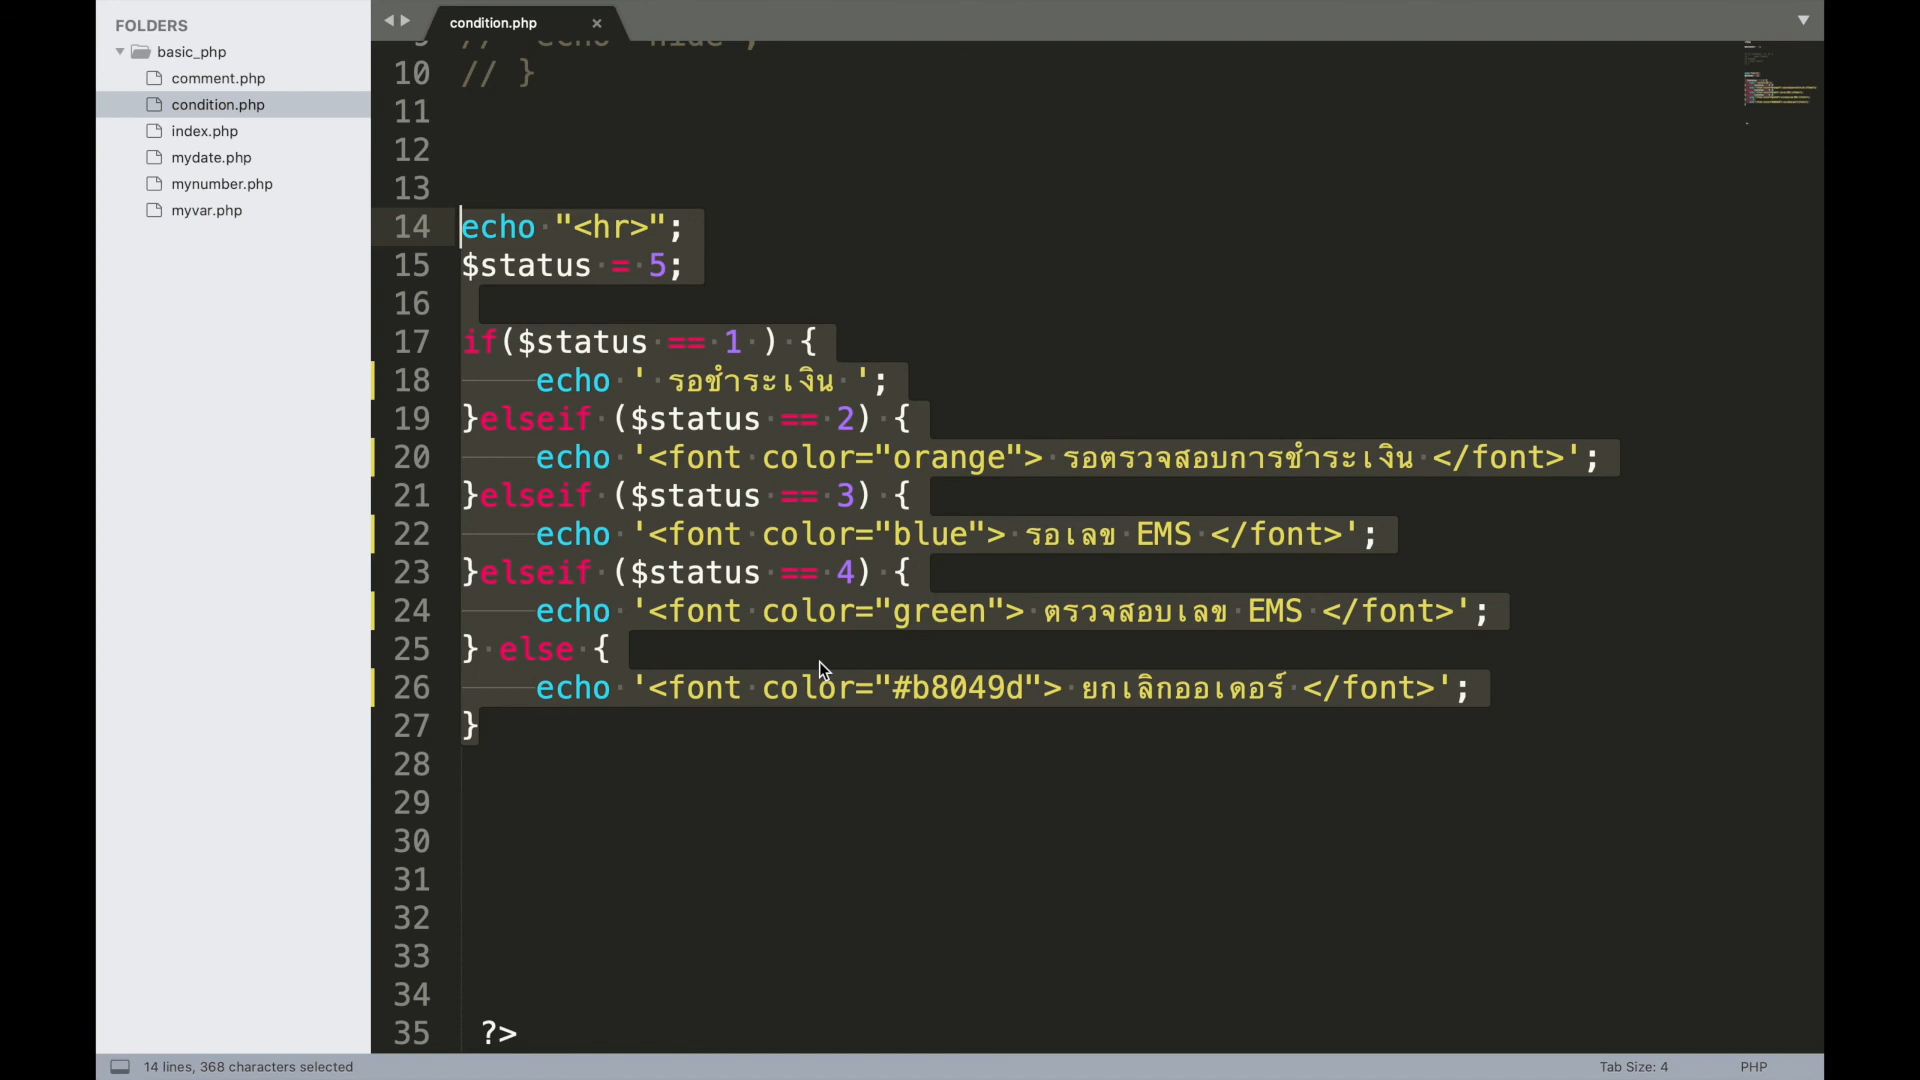 FOLDERS
basic_php
comment.php
condition.php
index.php
mydate.php
mynumber.php
myvar.php
condition.php ×
10 // }
11
12
13
14 echo "<hr>";
15 $status = 5;
16
17 if($status == 1 ) {
18 echo ' รอชำระเงิน ';
19 }elseif ($status == 2) {
20 echo '<font color="orange"> รอตรวจสอบการชำระเงิน </font>';
21 }elseif ($status == 3) {
22 echo '<font color="blue"> รอเลข EMS </font>';
23 }elseif ($status == 4) {
24 echo '<font color="green"> ตรวจสอบเลข EMS </font>';
25 } else {
26 echo '<font color="#b8049d"> ยกเลิกออเดอร์ </font>';
27 }
28
29
30
31
32
33
34
35 ?>
14 lines, 368 characters selected
Tab Size: 4
PHP